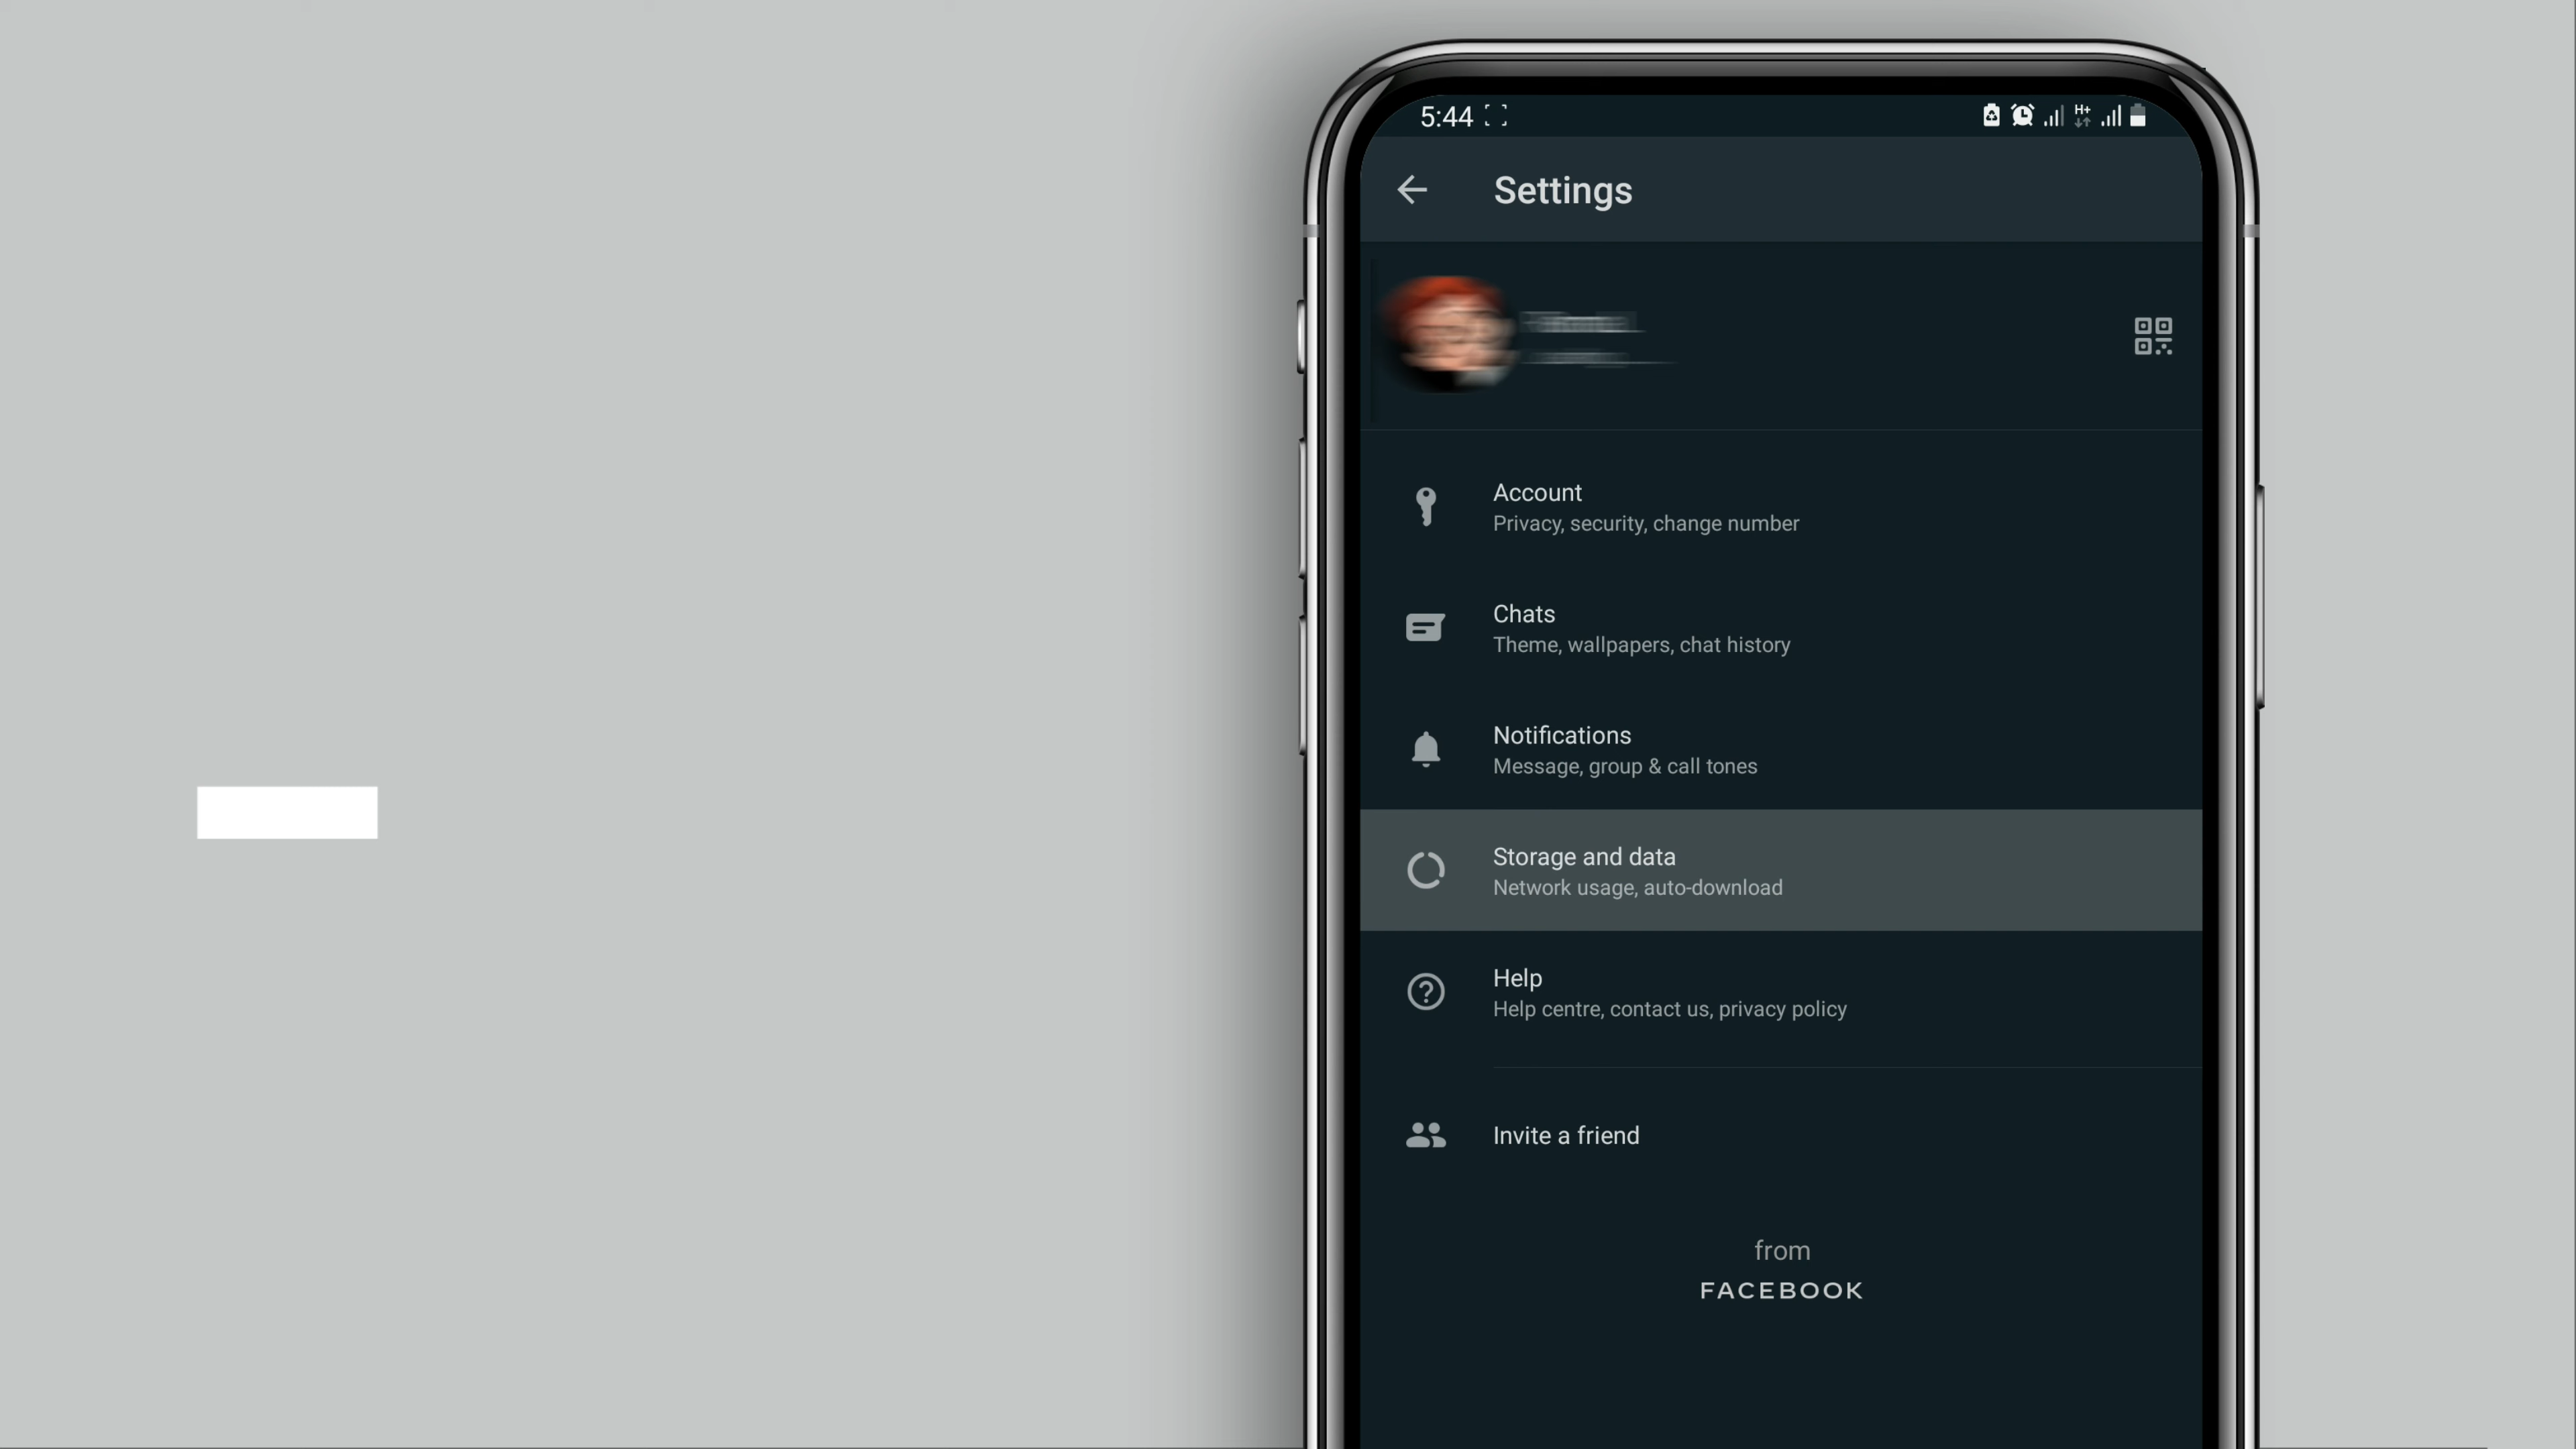 5:44
H+
Settings
Account
Privacy, security, change number
Chats
Theme, wallpapers, chat history
Notifications
Message, group & call tones
Storage and data
Network usage, auto-download
Help
Help centre, contact us, privacy policy
Invite a friend
from
FACEBOOK